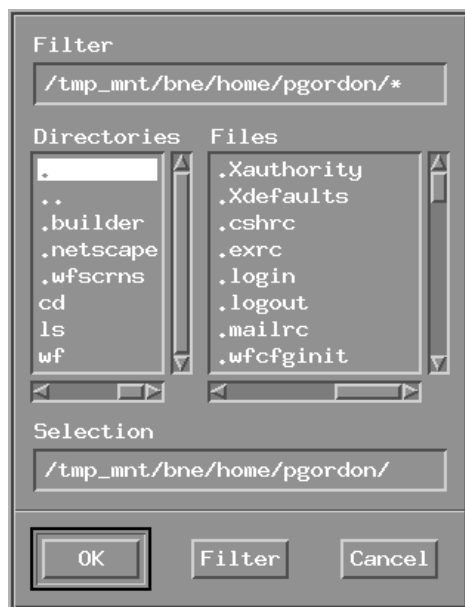 Filter
/tmp_mnt/bne/home/pgordon/*
Directories Files
.
..
.builder
.netscape
.wfscrns
cd
ls
wf
.Xauthority
.Xdefaults
.cshrc
.exrc
.login
.logout
.mailrc
.wfcfginit
Selection
/tmp_mnt/bne/home/pgordon/
OK Filter Cancel